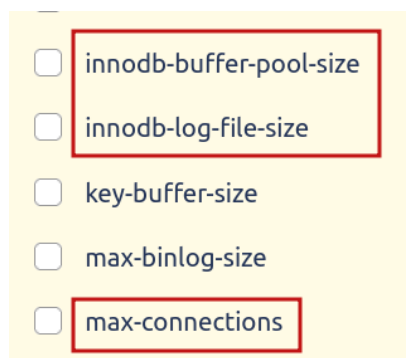 innodb-buffer-pool-size
innodb-log-file-size
key-buffer-size
max-binlog-size
max-connections